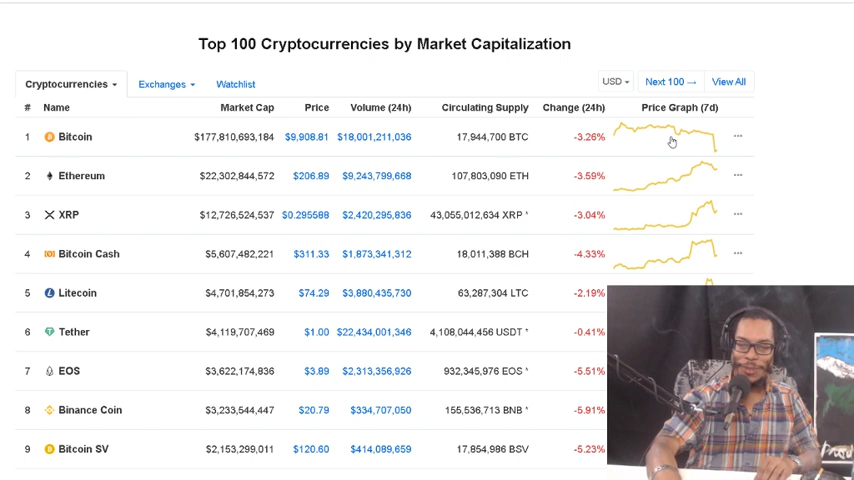 Top 100 Cryptocurrencies by Market Capitalization
Cryptocurrencies Exchanges Watchlist USD Next 100 → View All
# Name Market Cap Price Volume (24h) Circulating Supply Change (24h) Price Graph (7d)
1 Bitcoin $177,810,693,184 $9,908.81 $18,001,211,036 17,944,700 BTC -3.26%
2 Ethereum $22,302,844,572 $206.89 $9,243,799,668 107,803,090 ETH -3.59%
3 XRP $12,726,524,537 $0.295588 $2,420,295,836 43,055,012,634 XRP * -3.04%
4 Bitcoin Cash $5,607,482,221 $311.33 $1,873,341,312 18,011,388 BCH -4.33%
5 Litecoin $4,701,854,273 $74.29 $3,880,435,730 63,287,304 LTC -2.19%
6 Tether $4,119,707,469 $1.00 $22,434,001,346 4,108,044,456 USDT * -0.41%
7 EOS $3,622,174,836 $3.89 $2,313,356,926 932,345,976 EOS * -5.51%
8 Binance Coin $3,233,544,447 $20.79 $334,707,050 155,536,713 BNB * -5.91%
9 Bitcoin SV $2,153,299,011 $120.60 $414,089,659 17,854,986 BSV -5.23%